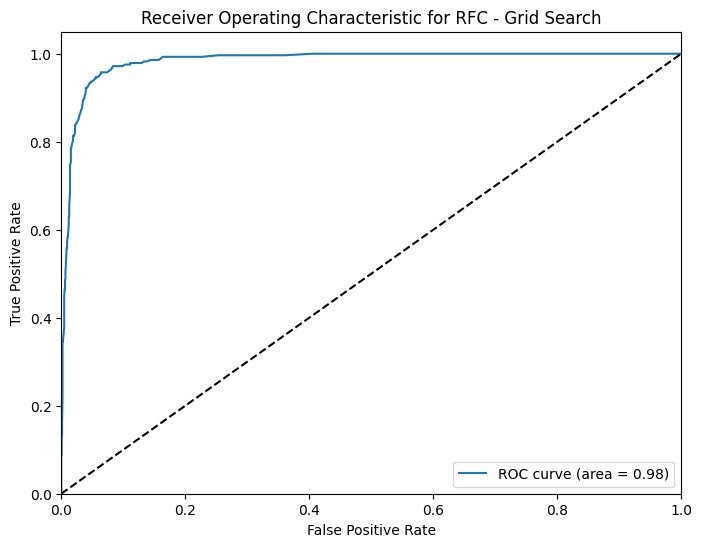 Receiver Operating Characteristic for RFC - Grid Search
1.0
0.8
0.6
0.4
0.2
0.0
True Positive Rate
0.0 0.2 0.4 0.6 0.8 1.0
False Positive Rate
ROC curve (area = 0.98)